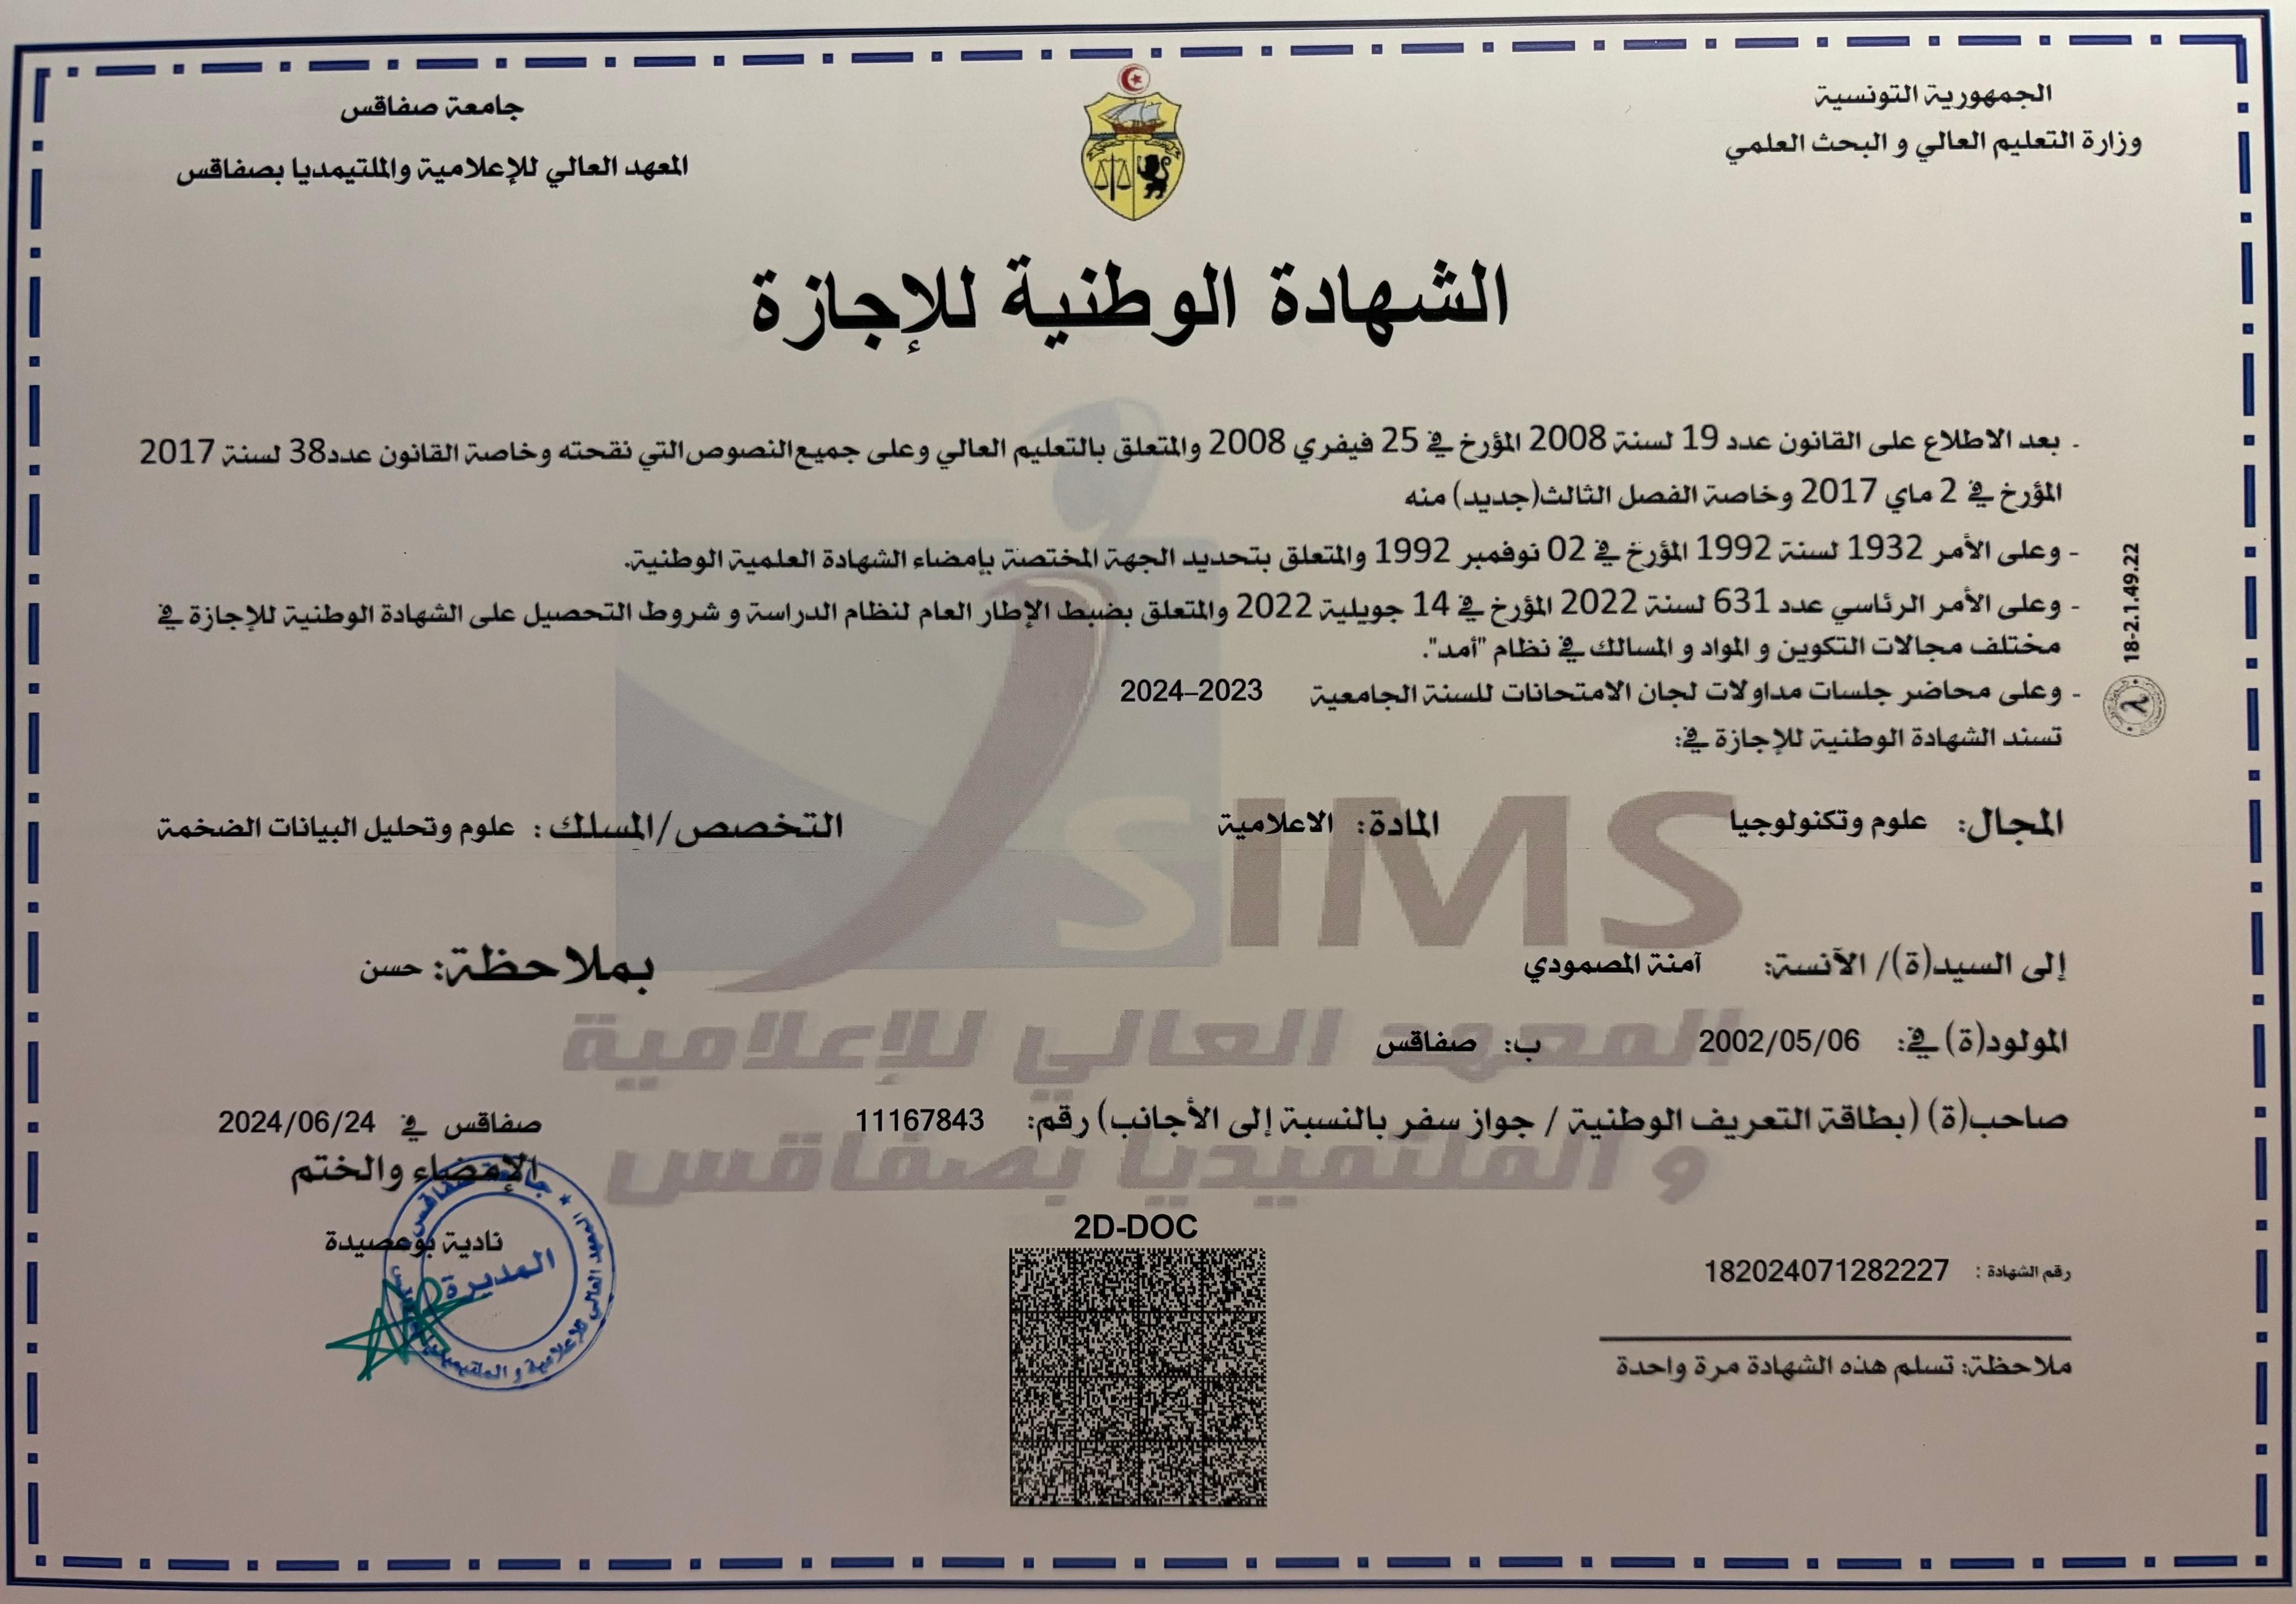 الجمهورية التونسية
وزارة التعليم العالي و البحث العلمي
جامعة صفاقس
المعهد العالي للإعلامية والملتيمديا بصفاقس
الشهادة الوطنية للإجازة
- بعد الاطلاع على القانون عدد 19 لسنة 2008 المؤرخ في 25 فيفري 2008 والمتعلق بالتعليم العالي وعلى جميع النصوص التي نقحته وخاصة القانون عدد38 لسنة 2017
المؤرخ في 2 ماي 2017 وخاصة الفصل الثالث(جديد) منه
- وعلى الأمر 1932 لسنة 1992 المؤرخ في 02 نوفمبر 1992 والمتعلق بتحديد الجهة المختصة بإمضاء الشهادة العلمية الوطنية.
- وعلى الأمر الرئاسي عدد 631 لسنة 2022 المؤرخ في 14 جويلية 2022 والمتعلق بضبط الإطار العام لنظام الدراسة و شروط التحصيل على الشهادة الوطنية للإجازة في
مختلف مجالات التكوين و المواد و المسالك في نظام "أمد".
- وعلى محاضر جلسات مداولات لجان الامتحانات للسنة الجامعية 2023-2024
تسند الشهادة الوطنية للإجازة في:
18-2.1.49.22
المجال: علوم وتكنولوجيا المادة: الاعلامية التخصص/المسلك : علوم وتحليل البيانات الضخمة
SIMS
إلى السيد(ة)/ الآنسة: آمنة المصمودي بملاحظة: حسن
المعهد العالي للإعلامية
المولود(ة) في: 2002/05/06 ب: صفاقس
صاحب(ة) (بطاقة التعريف الوطنية / جواز سفر بالنسبة إلى الأجانب) رقم: 11167843
و الملتميديا بصفاقس
صفاقس في 2024/06/24
الإمضاء والختم
نادية بوعصيدة
المديرة
جامعة صفاقس
المعهد العالي للإعلامية و الملتيميديا بصفاقس
2D-DOC
رقم الشهادة : 182024071282227
ملاحظة: تسلم هذه الشهادة مرة واحدة